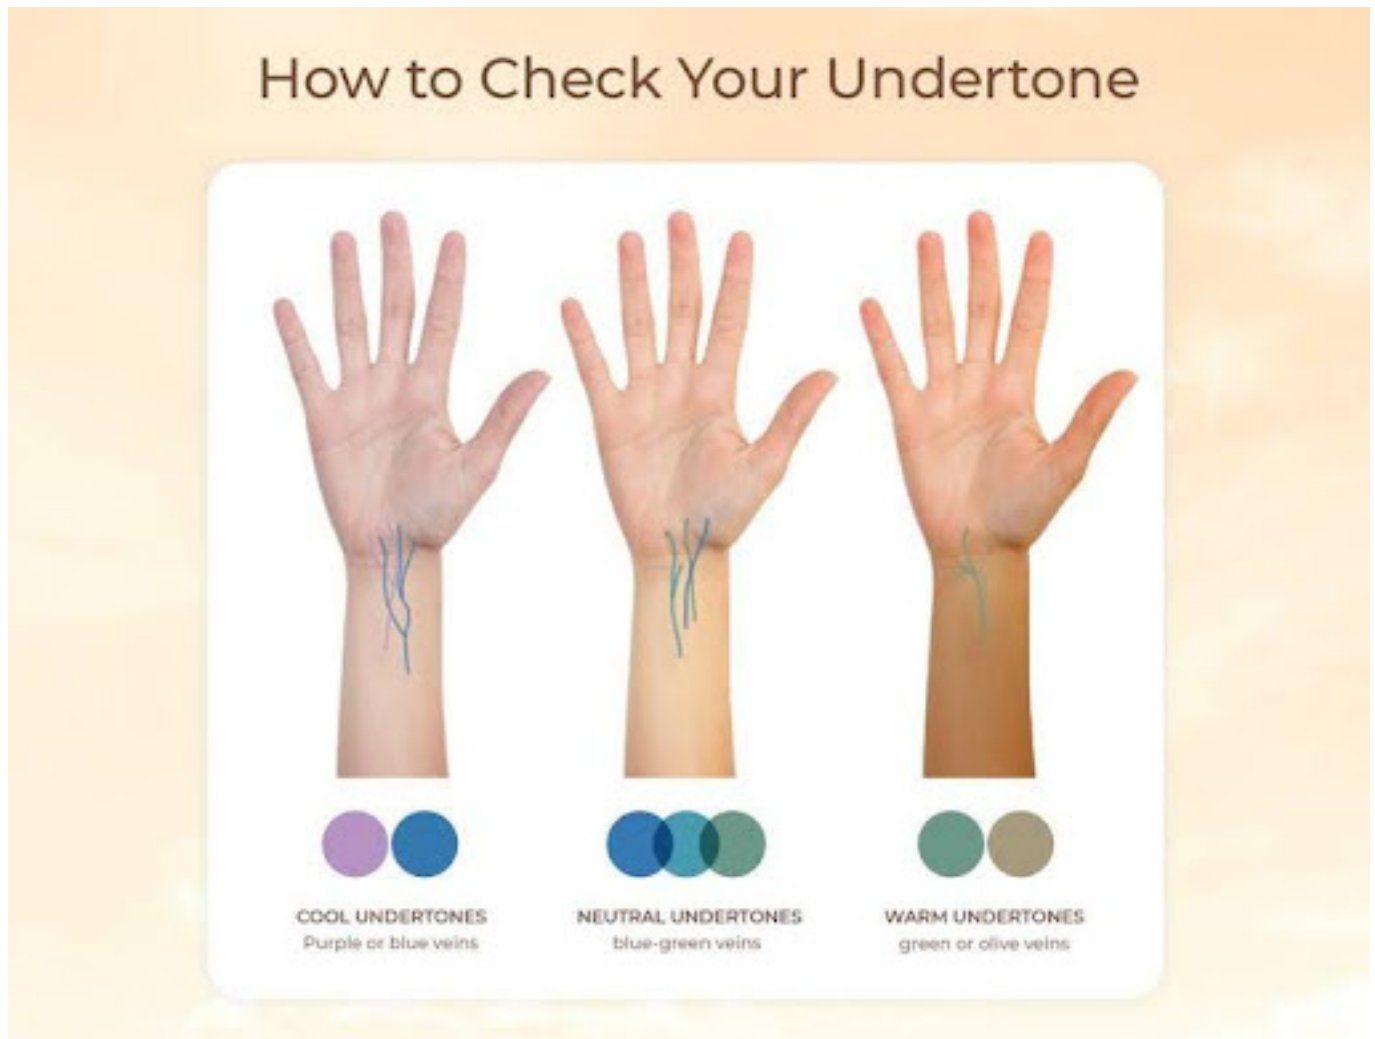 How to Check Your Undertone
COOL UNDERTONES
Purple or blue veins
NEUTRAL UNDERTONES
blue-green veins
WARM UNDERTONES
green or olive veins